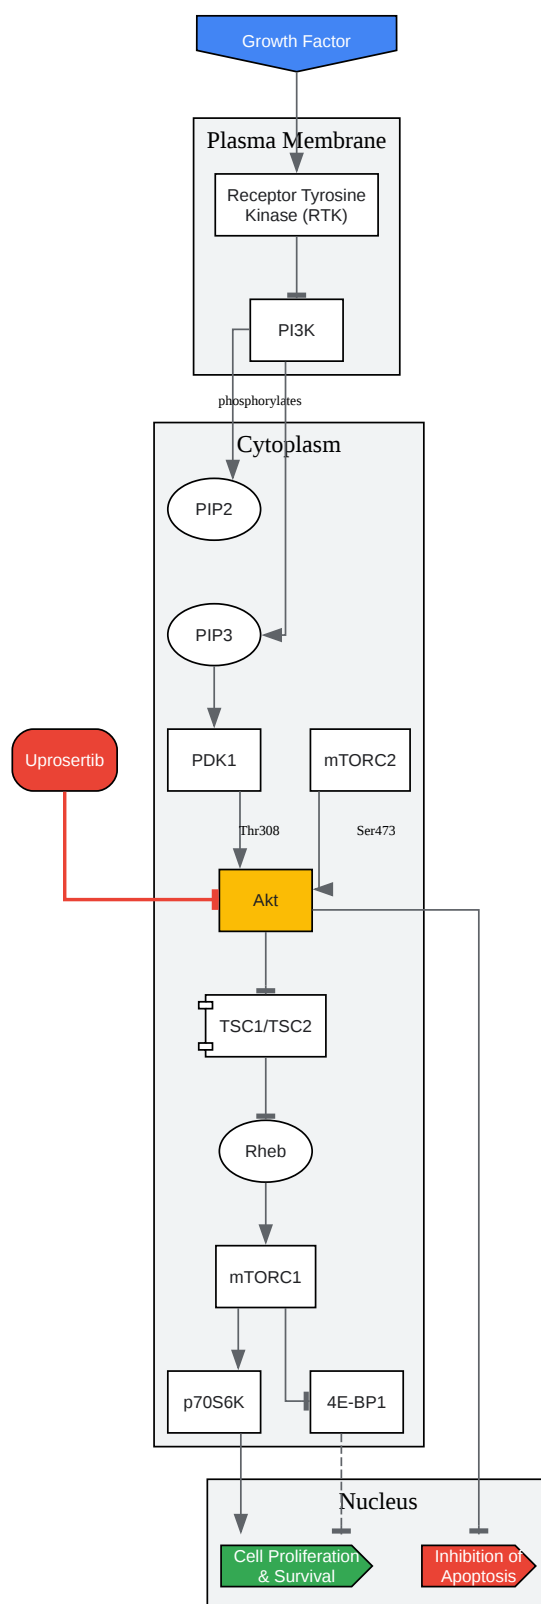 Growth Factor
Plasma Membrane
Receptor Tyrosine
Kinase (RTK)
PI3K
phosphorylates
Cytoplasm
PIP2
PIP3
Uprosertib
PDK1
mTORC2
Thr308
Ser473
Akt
TSC1/TSC2
Rheb
mTORC1
p70S6K
4E-BP1
Nucleus
Cell Proliferation
& Survival
Inhibition of
Apoptosis